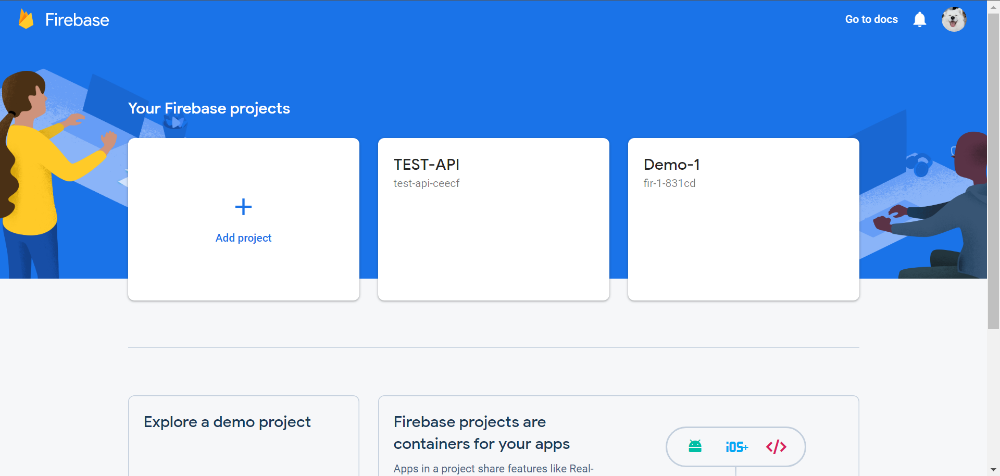 Firebase
Go to docs
Your Firebase projects
Add project
TEST-API
test-api-ceecf
Demo-1
fir-1-831cd
Explore a demo project
Firebase projects are
containers for your apps
Apps in a project share features like Real-
iOS+